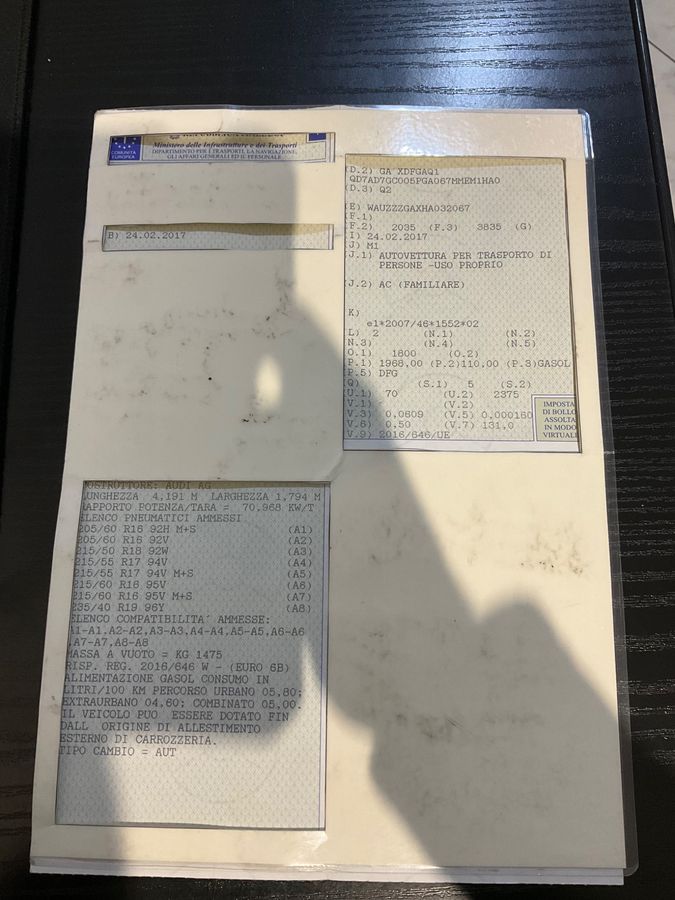 COMUNITÀ
EUROPEA
Ministero delle Infrastrutture e dei Trasporti
DIPARTIMENTO PER I TRASPORTI, LA NAVIGAZIONE,
GLI AFFARI GENERALI ED IL PERSONALE
B) 24.02.2017
(D.2) GA XDFGAQ1
QD7AD7GC005PGA067MMEM1HA0
(D.3) Q2
(E) WAUZZZGAXHA032067
(F.1)
(F.2) 2035 (F.3) 3835 (G)
(I) 24.02.2017
(J) M1
(J.1) AUTOVETTURA PER TRASPORTO DI
PERSONE -USO PROPRIO
(J.2) AC (FAMILIARE)
K)
e1*2007/46*1552*02
L) 2 (N.1) (N.2)
N.3) (N.4) (N.5)
O.1) 1800 (O.2)
P.1) 1968,00 (P.2)110,00 (P.3)GASOL
P.5) DFG
(Q) (S.1) 5 (S.2)
(U.1) 70 (U.2) 2375
(V.1) (V.2)
(V.3) 0,0609 (V.5) 0,000160
(V.6) 0,50 (V.7) 131,0
(V.9) 2016/646/UE
IMPOSTA
DI BOLLO
ASSOLTA
IN MODO
VIRTUALE
OSTRUTTORE: AUDI AG
LUNGHEZZA 4,191 M LARGHEZZA 1,794 M
RAPPORTO POTENZA/TARA = 70,968 KW/T
ELENCO PNEUMATICI AMMESSI
205/60 R16 92H M+S (A1)
205/60 R16 92V (A2)
215/50 R18 92W (A3)
215/55 R17 94V (A4)
215/55 R17 94V M+S (A5)
215/60 R16 95V (A6)
215/60 R16 95V M+S (A7)
235/40 R19 96Y (A8)
ELENCO COMPATIBILITA´ AMMESSE:
A1-A1,A2-A2,A3-A3,A4-A4,A5-A5,A6-A6
,A7-A7,A8-A8
MASSA A VUOTO = KG 1475
RISP. REG. 2016/646 W - (EURO 6B)
ALIMENTAZIONE GASOL CONSUMO IN
LITRI/100 KM PERCORSO URBANO 05,80;
EXTRAURBANO 04,60; COMBINATO 05,00.
IL VEICOLO PUO ESSERE DOTATO FIN
DALL ORIGINE DI ALLESTIMENTO
ESTERNO DI CARROZZERIA.
TIPO CAMBIO = AUT